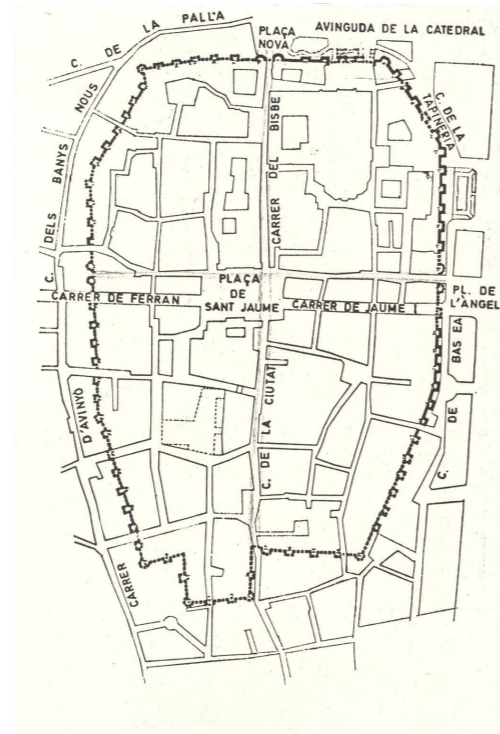 C. DE LA PALLA
PLAÇA
NOVA
AVINGUDA DE LA CATEDRAL
C. DELS BANYS NOUS
CARRER DEL BISBE
C. DE LA
TAPINERIA
PLAÇA
DE
SANT JAUME
CARRER DE FERRAN
CARRER DE JAUME I
PL. DE
L'ÀNGEL
C. DE BASEA
CARRER D'AVINYÓ
C. DE LA CIUTAT